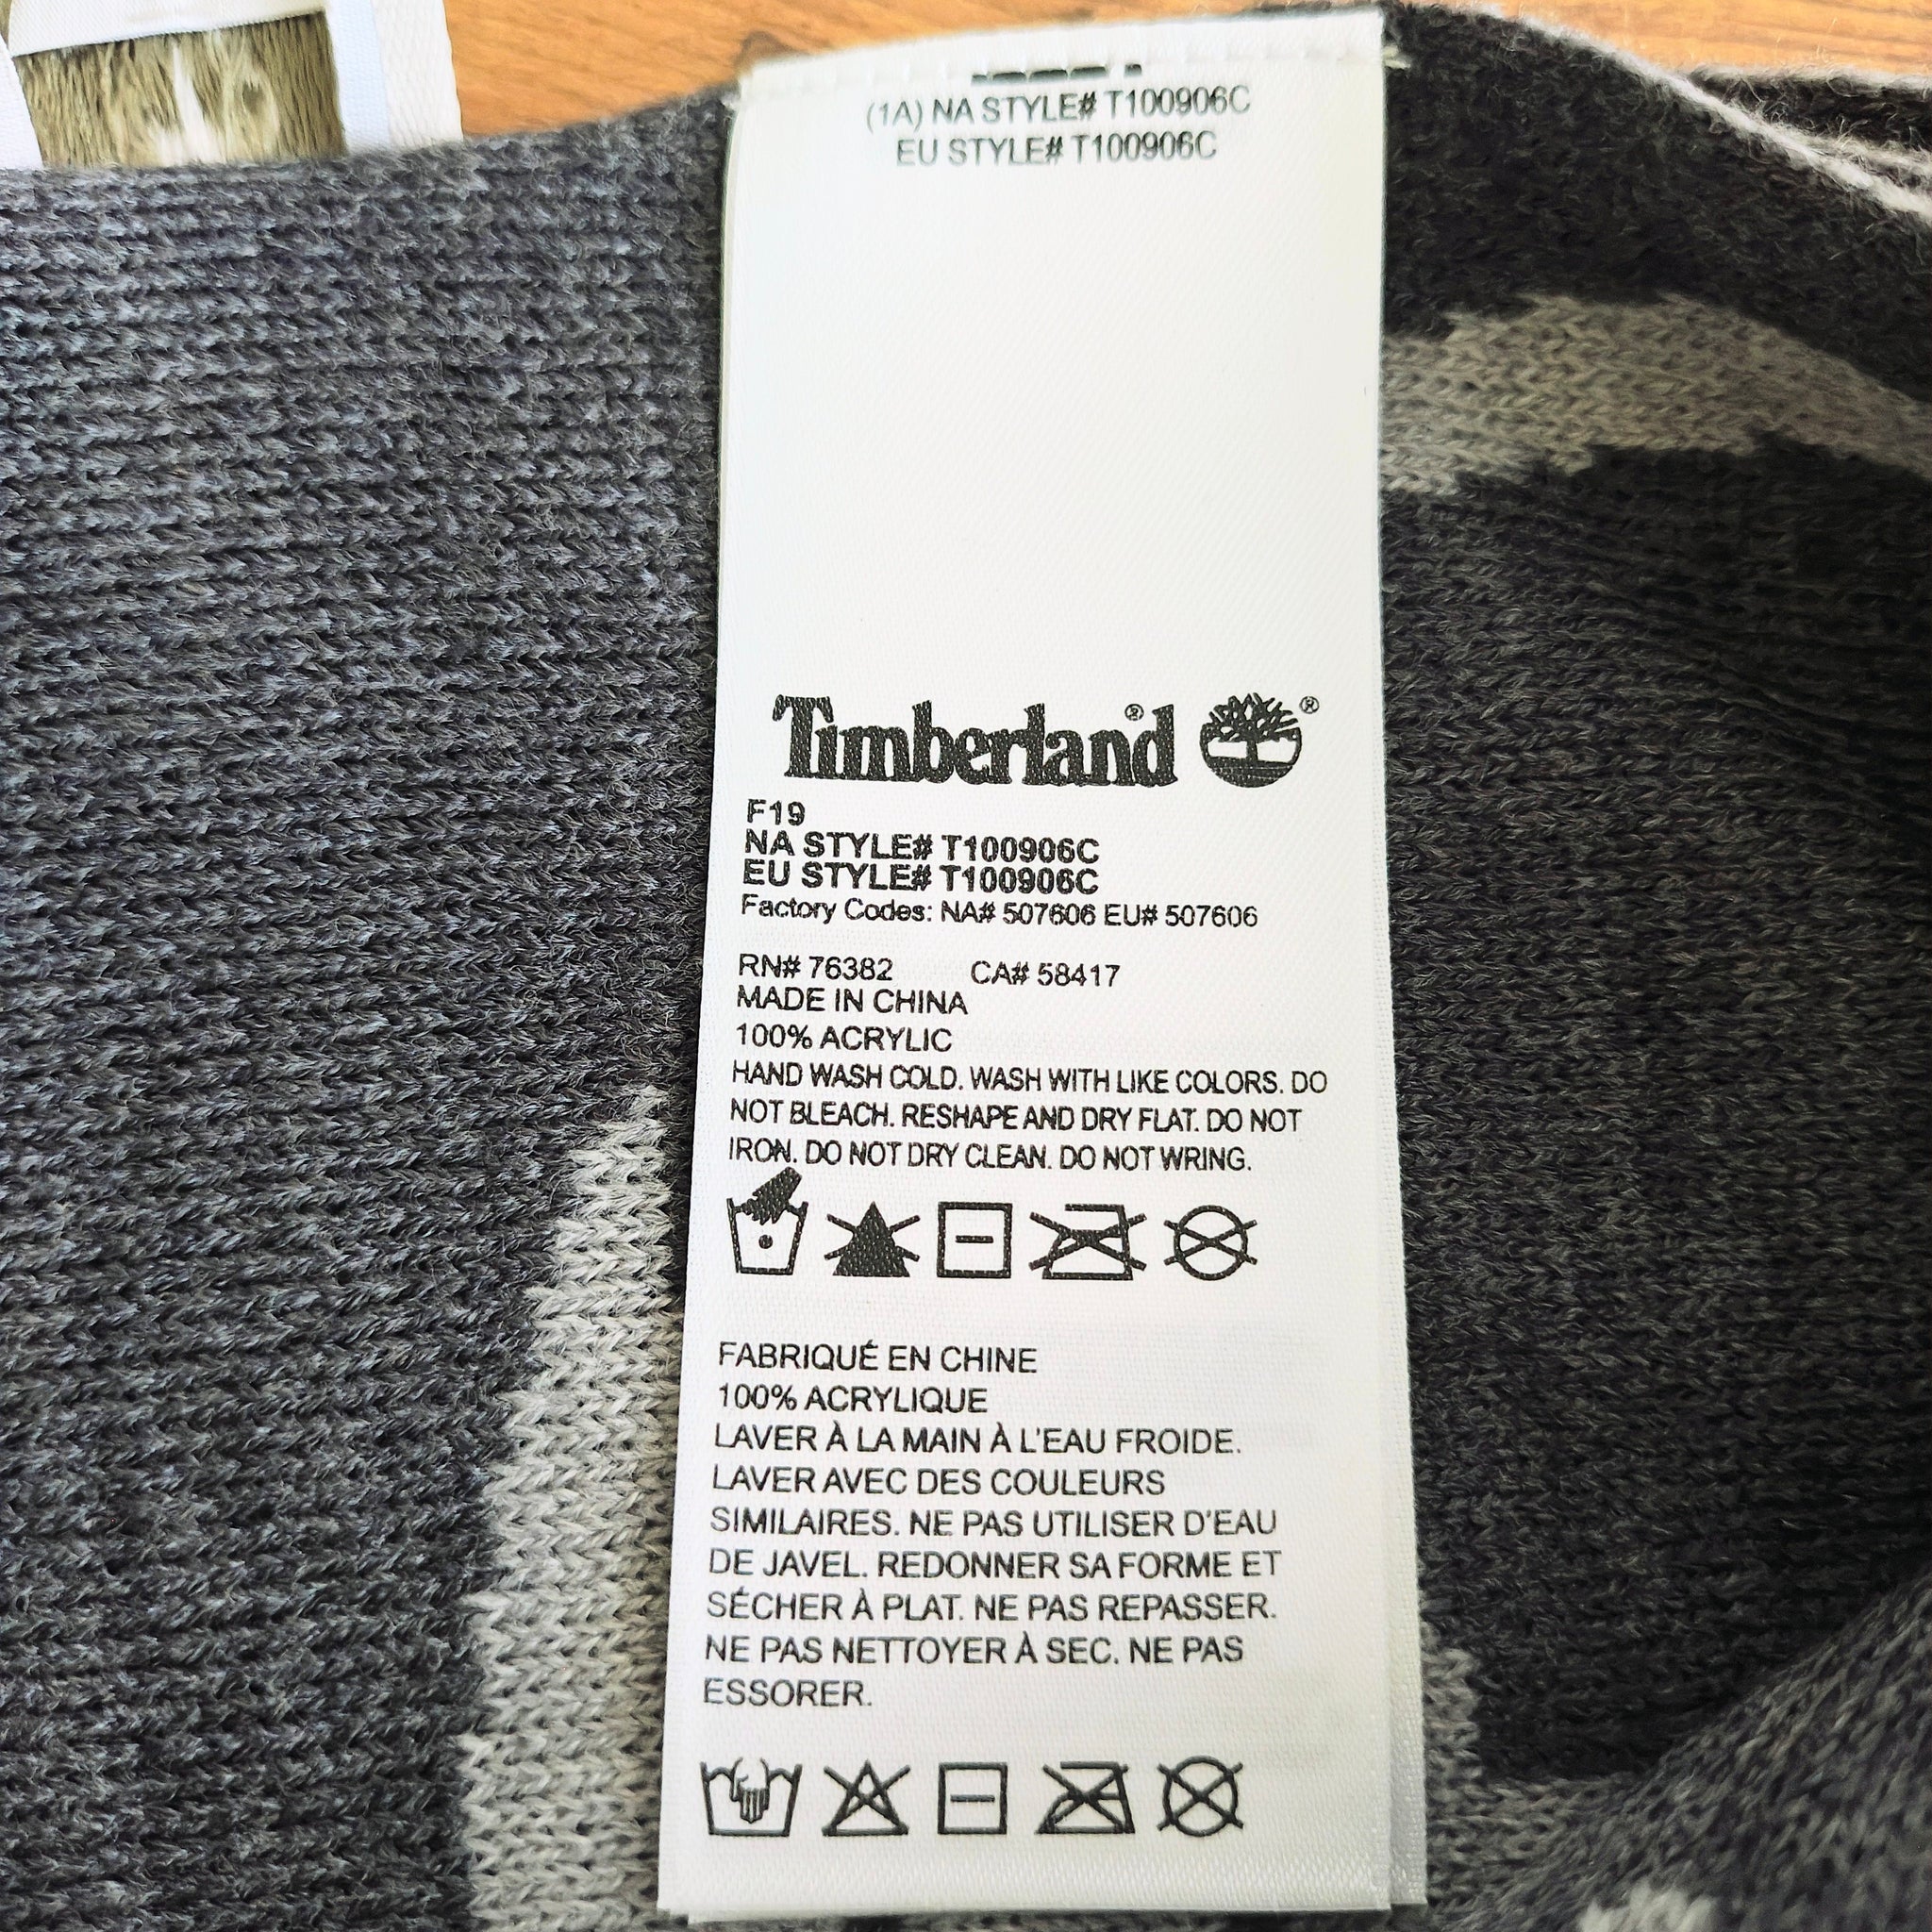 (1A) NA STYLE# T100906C
EU STYLE# T100906C
Timberland® ®
F19
NA STYLE# T100906C
EU STYLE# T100906C
Factory Codes: NA# 507606 EU# 507606
RN# 76382 CA# 58417
MADE IN CHINA
100% ACRYLIC
HAND WASH COLD. WASH WITH LIKE COLORS. DO
NOT BLEACH. RESHAPE AND DRY FLAT. DO NOT
IRON. DO NOT DRY CLEAN. DO NOT WRING.
FABRIQUÉ EN CHINE
100% ACRYLIQUE
LAVER À LA MAIN À L'EAU FROIDE.
LAVER AVEC DES COULEURS
SIMILAIRES. NE PAS UTILISER D'EAU
DE JAVEL. REDONNER SA FORME ET
SÉCHER À PLAT. NE PAS REPASSER.
NE PAS NETTOYER À SEC. NE PAS
ESSORER.